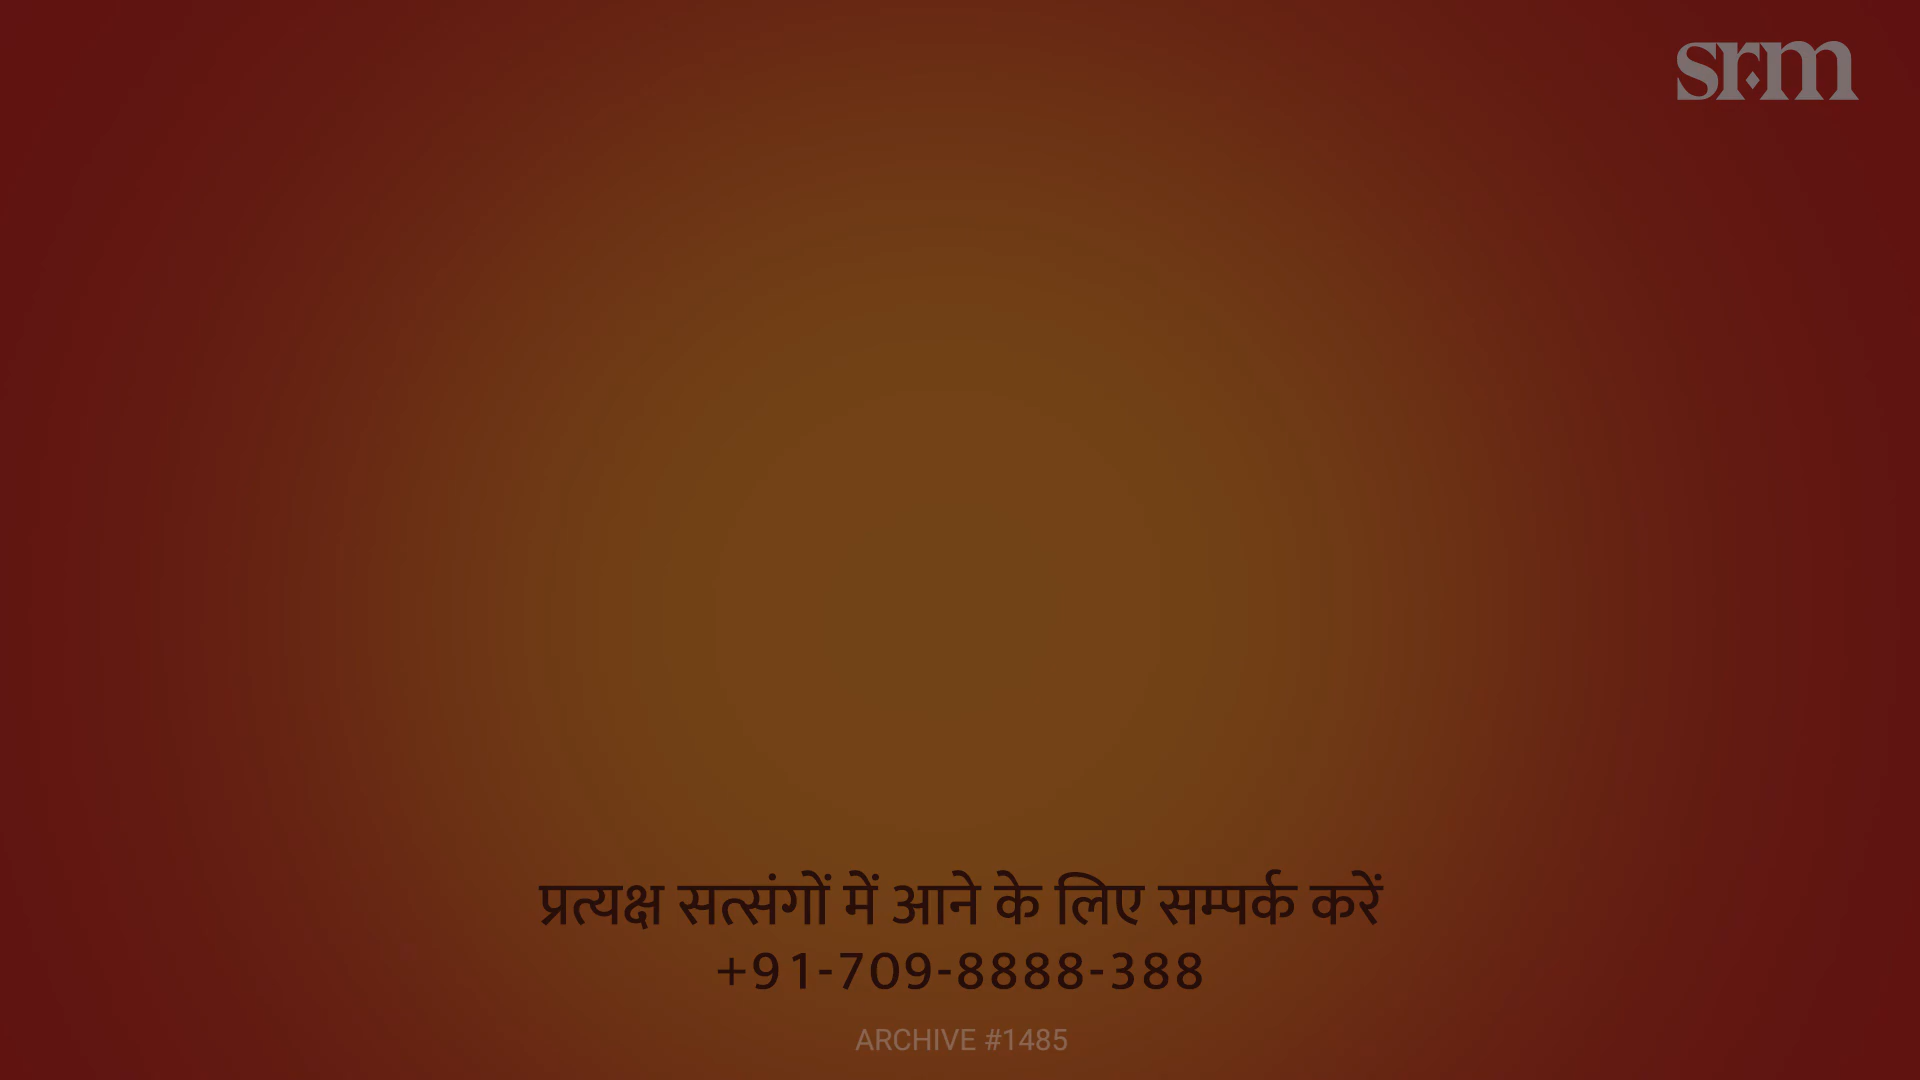 srm
प्रत्यक्ष सत्संगों में आने के लिए सम्पर्क करें
+91-709-8888-388
ARCHIVE #1485